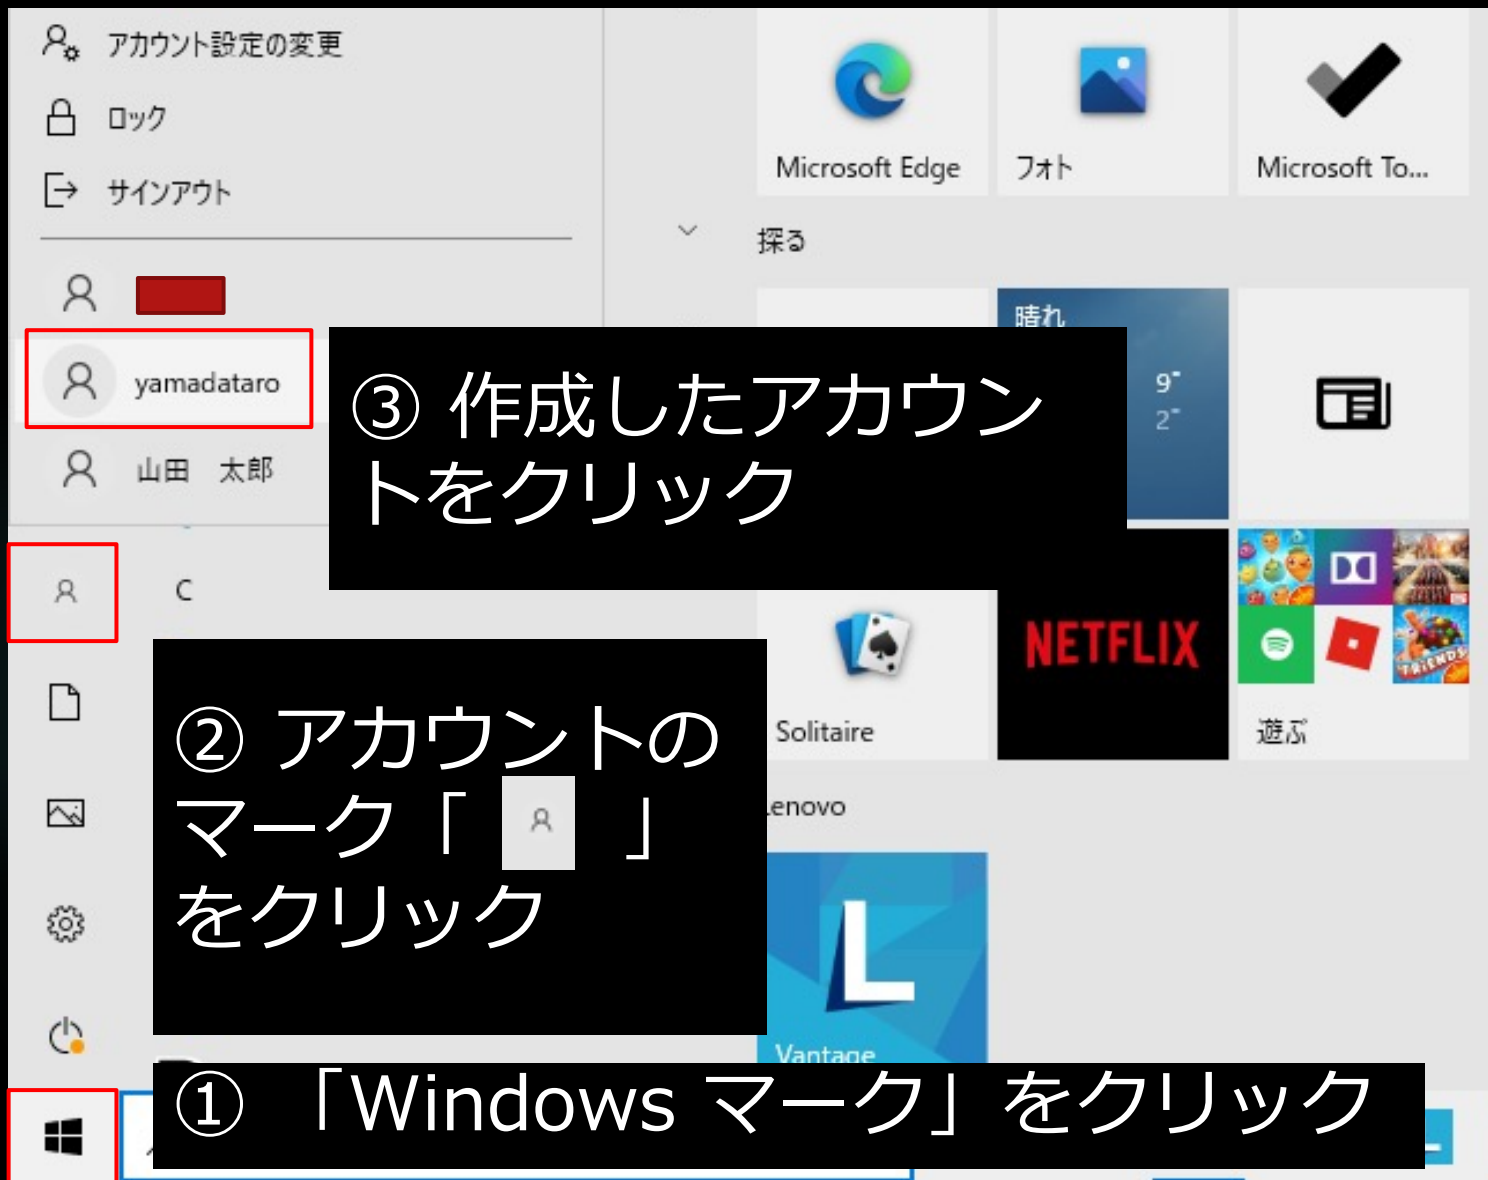 アカウント設定の変更
ロック
サインアウト
yamadataro
山田　太郎
C
Microsoft Edge
フォト
Microsoft To...
探る
晴れ
9°
2°
③ 作成したアカウン
トをクリック
Solitaire
NETFLIX
FRIENDS
遊ぶ
② アカウントの
マーク「　」
をクリック
enovo
L
Vantage
① 「Windows マーク」をクリック